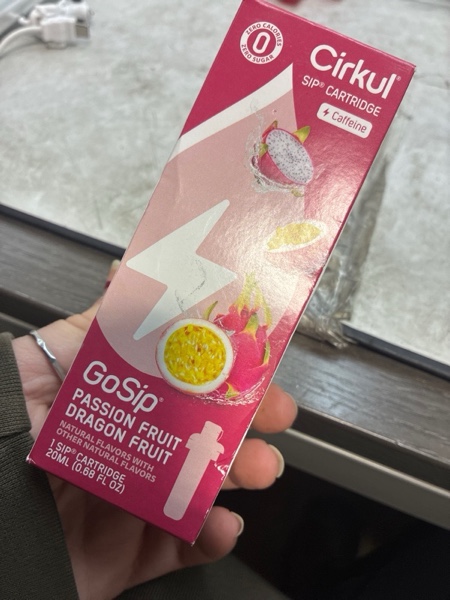 ZERO CALORIES
0
ZERO SUGAR
Cirkul®
SIP® CARTRIDGE
Caffeine
GoSip®
PASSION FRUIT
DRAGON FRUIT
NATURAL FLAVORS WITH
OTHER NATURAL FLAVORS
1 SIP® CARTRIDGE
20ML (0.68 FL OZ)